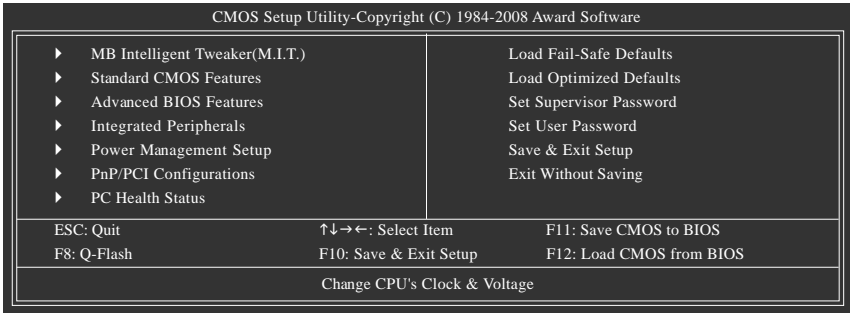 CMOS Setup Utility-Copyright (C) 1984-2008 Award Software
MB Intelligent Tweaker(M.I.T.)
Standard CMOS Features
Advanced BIOS Features
Integrated Peripherals
Power Management Setup
PnP/PCI Configurations
PC Health Status
Load Fail-Safe Defaults
Load Optimized Defaults
Set Supervisor Password
Set User Password
Save & Exit Setup
Exit Without Saving
ESC: Quit ↑↓→←: Select Item F11: Save CMOS to BIOS
F8: Q-Flash F10: Save & Exit Setup F12: Load CMOS from BIOS
Change CPU's Clock & Voltage